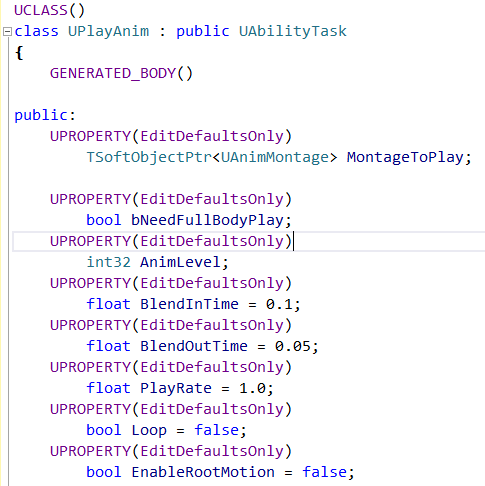 UCLASS()
class UPlayAnim : public UAbilityTask
{
GENERATED_BODY()
public:
UPROPERTY(EditDefaultsOnly)
TSoftObjectPtr<UAnimMontage> MontageToPlay;
UPROPERTY(EditDefaultsOnly)
bool bNeedFullBodyPlay;
UPROPERTY(EditDefaultsOnly)
int32 AnimLevel;
UPROPERTY(EditDefaultsOnly)
float BlendInTime = 0.1;
UPROPERTY(EditDefaultsOnly)
float BlendOutTime = 0.05;
UPROPERTY(EditDefaultsOnly)
float PlayRate = 1.0;
UPROPERTY(EditDefaultsOnly)
bool Loop = false;
UPROPERTY(EditDefaultsOnly)
bool EnableRootMotion = false;